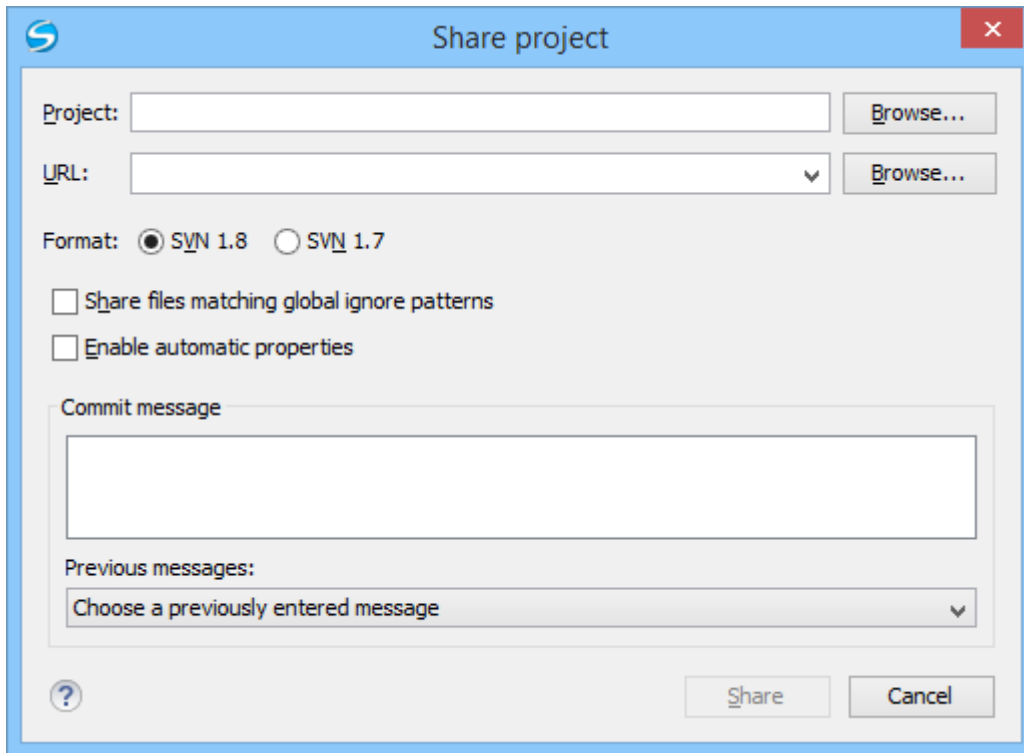 Share project
Project: Browse...
URL: Browse...
Format: SVN 1.8 SVN 1.7
Share files matching global ignore patterns
Enable automatic properties
Commit message
Previous messages:
Choose a previously entered message
? Share Cancel